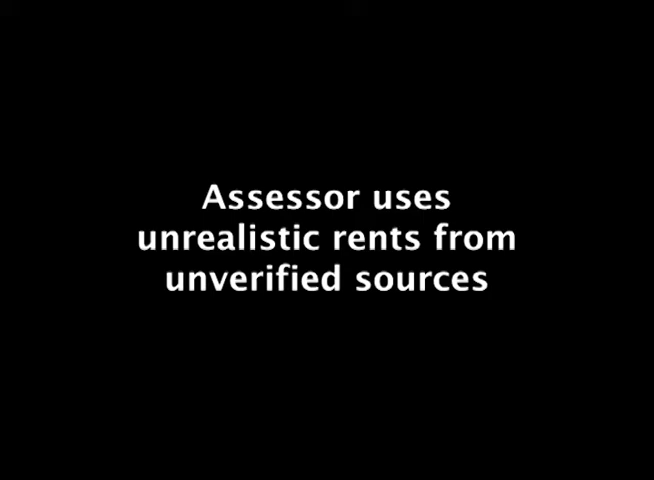 Assessor uses
unrealistic rents from
unverified sources